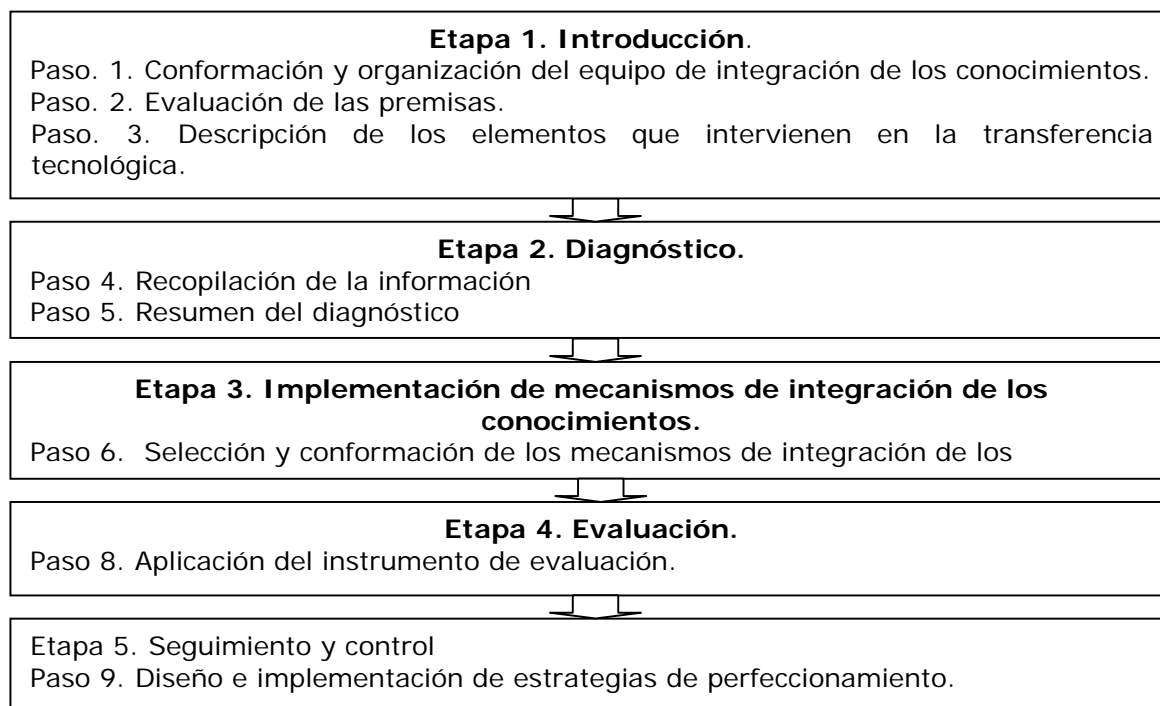 Etapa 1. Introducción.
Paso. 1. Conformación y organización del equipo de integración de los conocimientos.
Paso. 2. Evaluación de las premisas.
Paso. 3. Descripción de los elementos que intervienen en la transferencia
tecnológica.
Etapa 2. Diagnóstico.
Paso 4. Recopilación de la información
Paso 5. Resumen del diagnóstico
Etapa 3. Implementación de mecanismos de integración de los
conocimientos.
Paso 6. Selección y conformación de los mecanismos de integración de los
Etapa 4. Evaluación.
Paso 8. Aplicación del instrumento de evaluación.
Etapa 5. Seguimiento y control
Paso 9. Diseño e implementación de estrategias de perfeccionamiento.